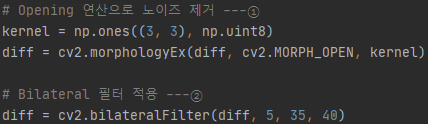 # Opening 연산으로 노이즈 제거 ---①
kernel = np.ones((3, 3), np.uint8)
diff = cv2.morphologyEx(diff, cv2.MORPH_OPEN, kernel)
# Bilateral 필터 적용 ---②
diff = cv2.bilateralFilter(diff, 5, 35, 40)